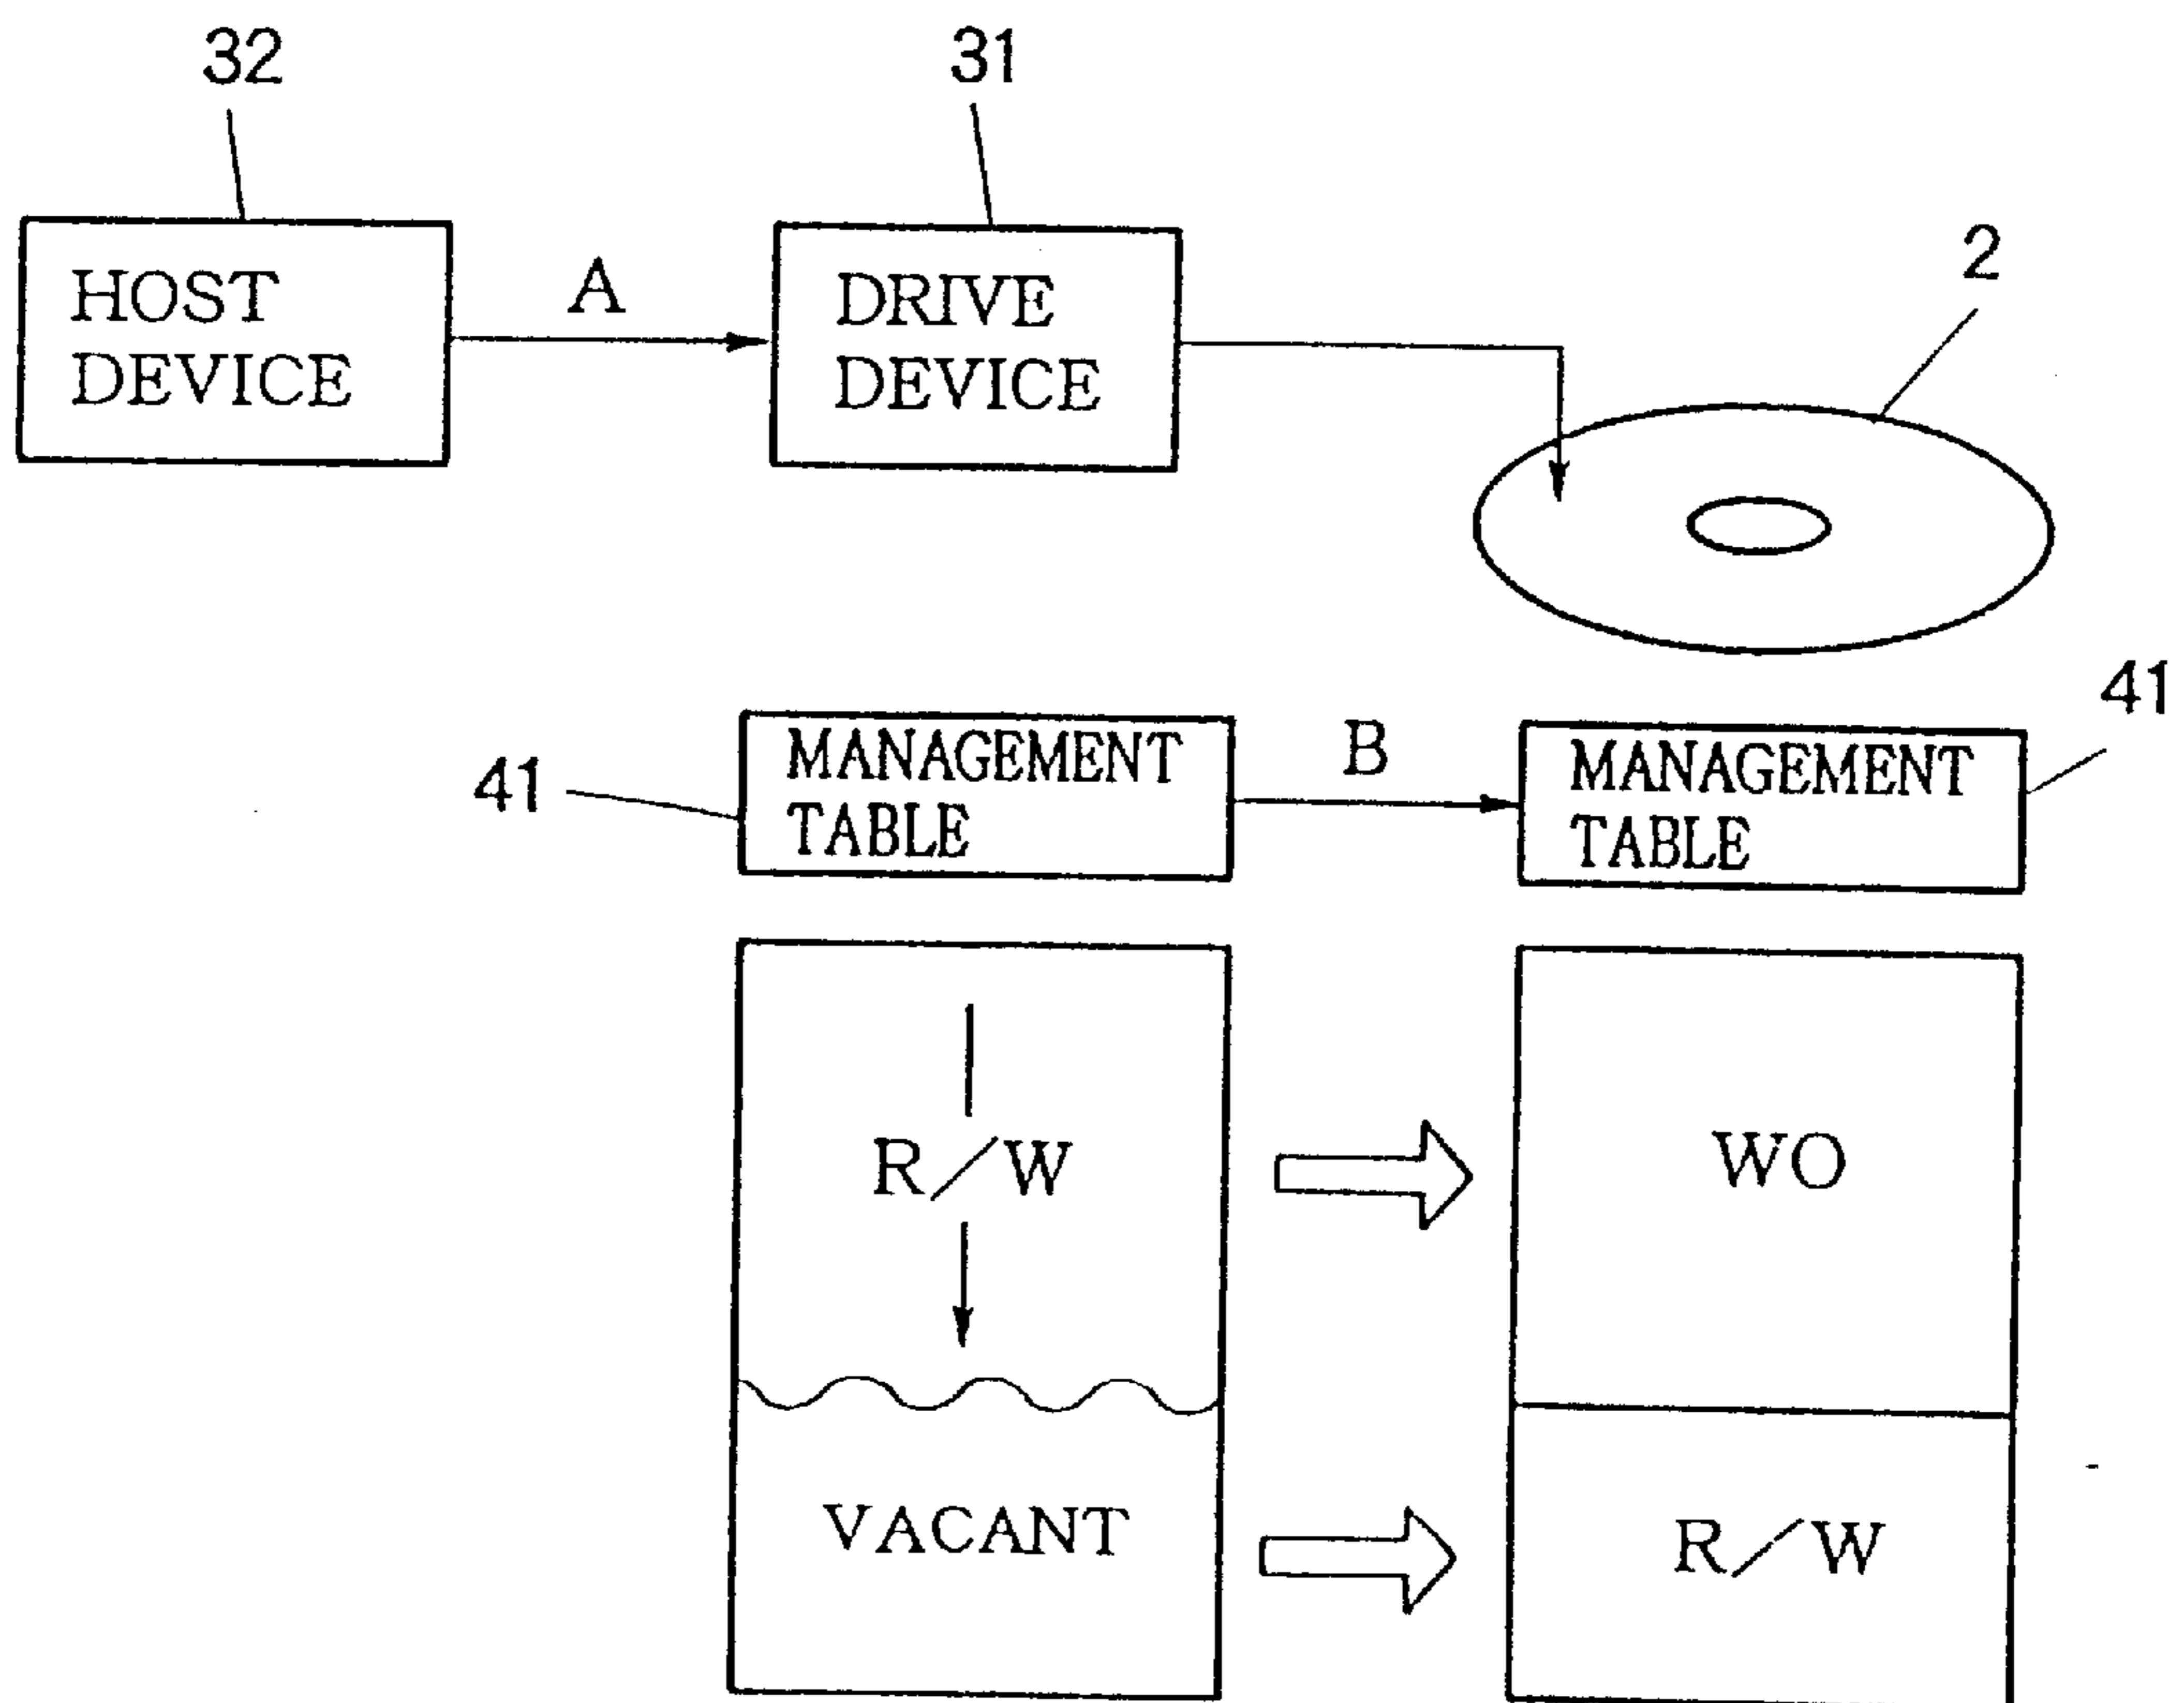 32
31
HOST
DEVICE
A
DRIVE
DEVICE
2
41
MANAGEMENT
TABLE
B
MANAGEMENT
TABLE
41
R/W
WO
VACANT
R/W